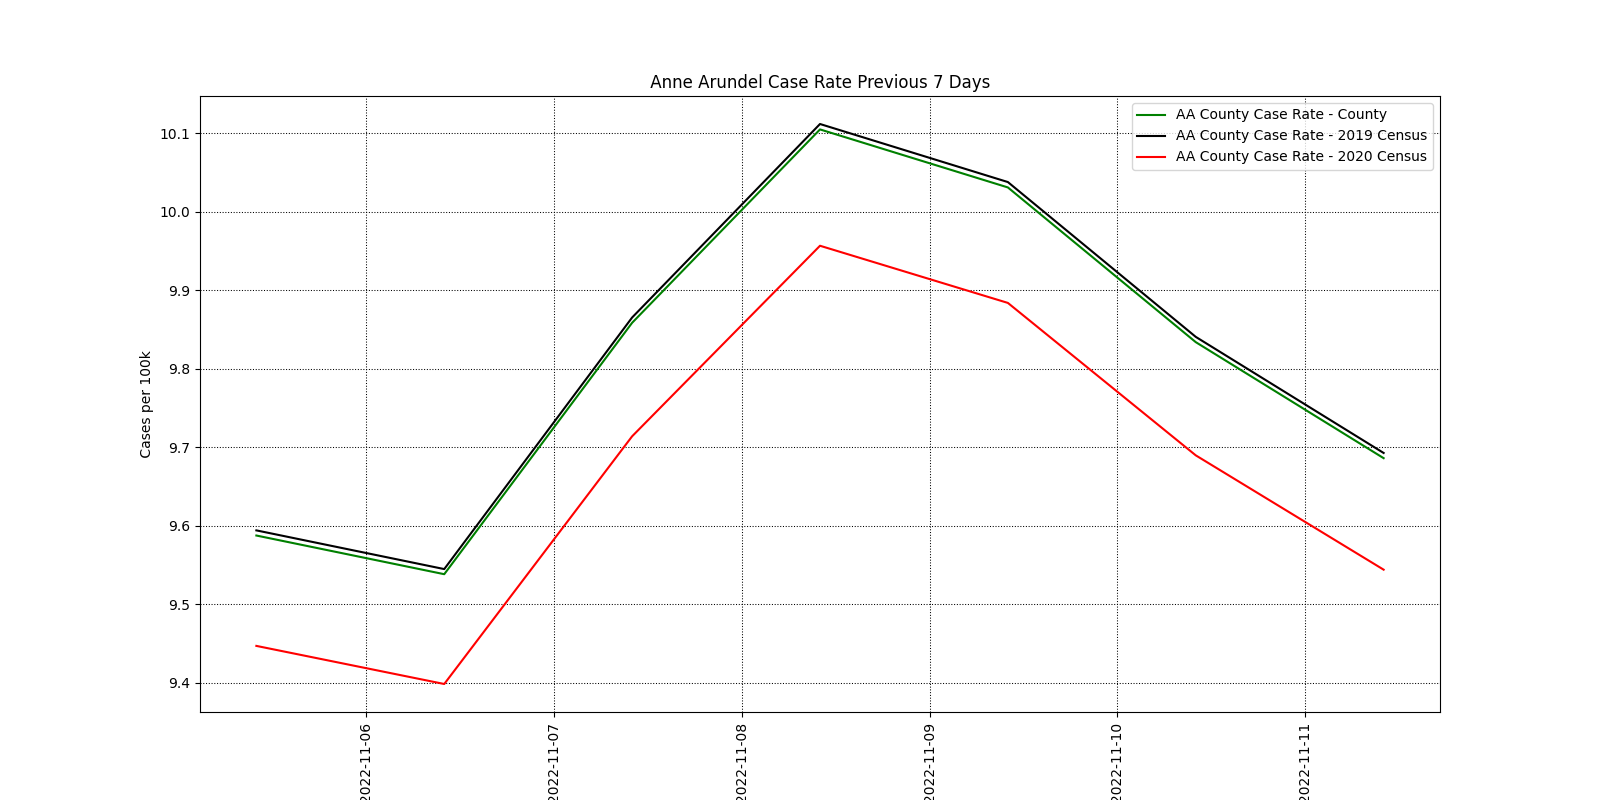 Anne Arundel Case Rate Previous 7 Days
AA County Case Rate - County
AA County Case Rate - 2019 Census
AA County Case Rate - 2020 Census
Cases per 100k
10.1
10.0
9.9
9.8
9.7
9.6
9.5
9.4
2022-11-06
2022-11-07
2022-11-08
2022-11-09
2022-11-10
2022-11-11